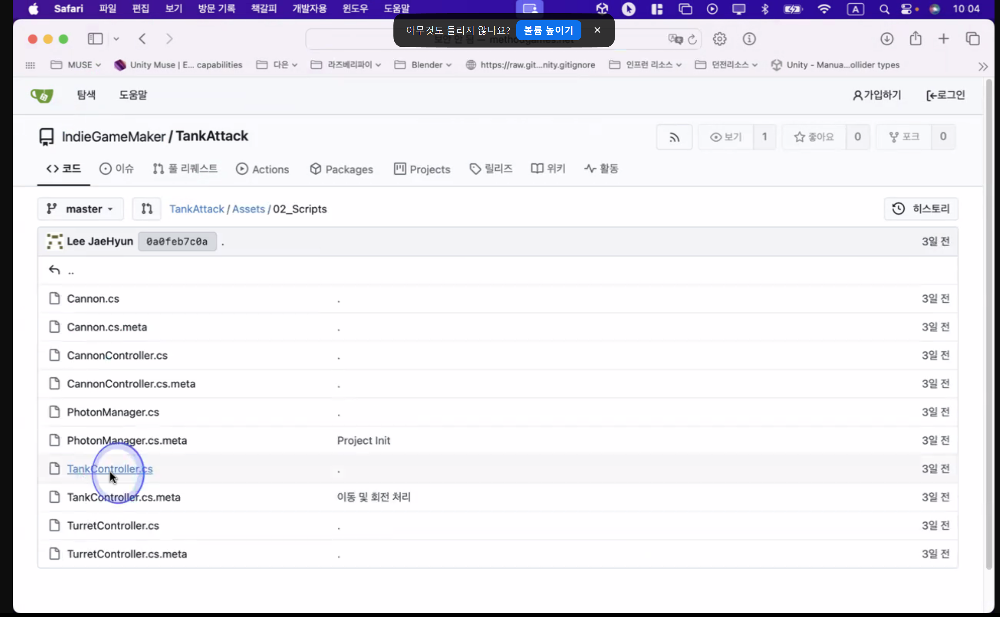 Safari 파일 편집 보기 방문 기록 책갈피 개발자용 윈도우 도움말 A 10 04
아무것도 들리지 않나요? 볼륨 높이기
보안 안 됨 — methodgames.net
MUSE Unity Muse | E... capabilities 다은 라즈베리파이 Blender https://raw.git...nity.gitignore 인프런 리소스 던전리소스 Unity - Manua...ollider types
탐색 도움말 가입하기 로그인
IndieGameMaker / TankAttack 보기 1 좋아요 0 포크 0
코드 이슈 풀 리퀘스트 Actions Packages Projects 릴리즈 위키 활동
master TankAttack / Assets / 02_Scripts 히스토리
Lee JaeHyun 0a0feb7c0a . 3일 전
..
Cannon.cs . 3일 전
Cannon.cs.meta . 3일 전
CannonController.cs . 3일 전
CannonController.cs.meta . 3일 전
PhotonManager.cs . 3일 전
PhotonManager.cs.meta Project Init 3일 전
TankController.cs . 3일 전
TankController.cs.meta 이동 및 회전 처리 3일 전
TurretController.cs . 3일 전
TurretController.cs.meta . 3일 전